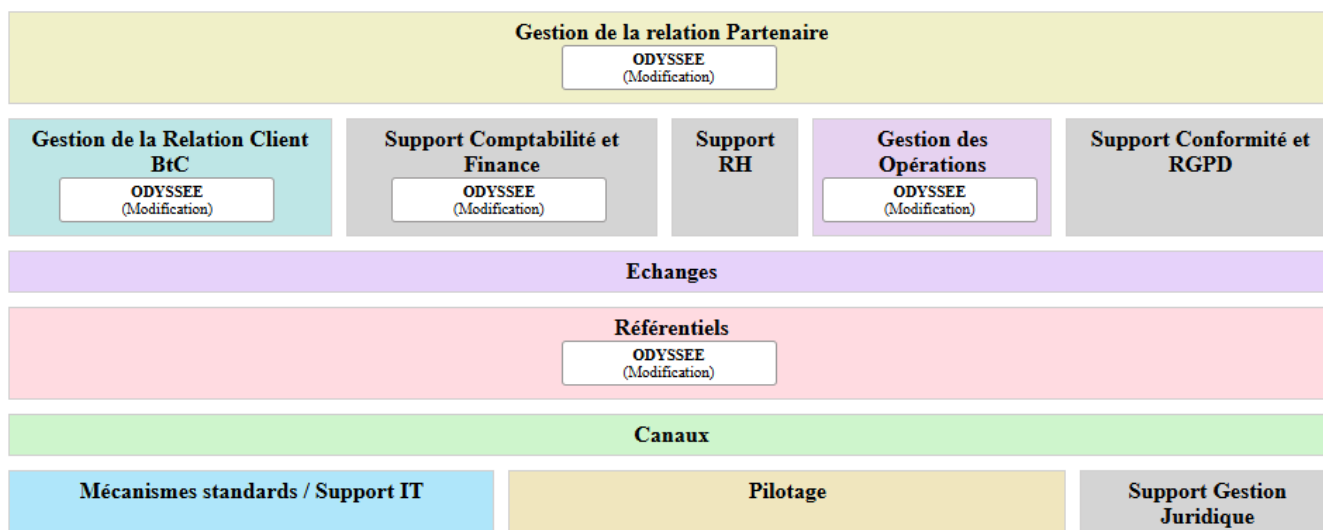 Gestion de la relation Partenaire
ODYSSEE
(Modification)
Gestion de la Relation Client
BtC
ODYSSEE
(Modification)
Support Comptabilité et
Finance
ODYSSEE
(Modification)
Support
RH
Gestion des
Opérations
ODYSSEE
(Modification)
Support Conformité et
RGPD
Echanges
Référentiels
ODYSSEE
(Modification)
Canaux
Mécanismes standards / Support IT
Pilotage
Support Gestion
Juridique